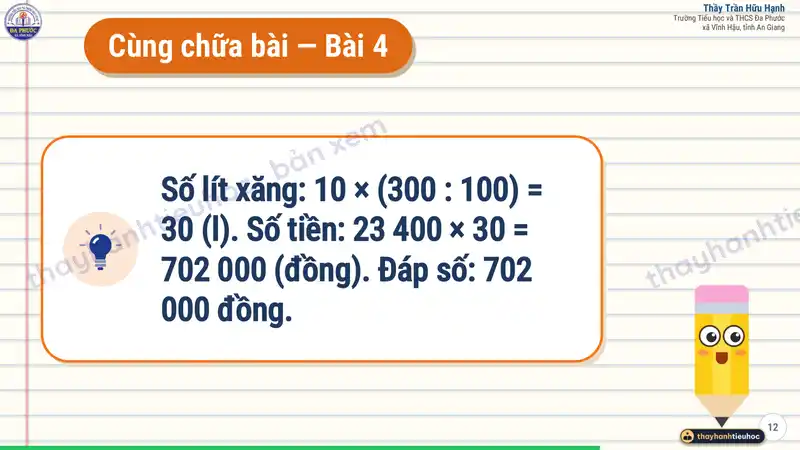 Thầy Trần Hữu Hạnh
Trường Tiểu học và THCS Đa Phước
xã Vĩnh Hậu, tỉnh An Giang
ĐA PHƯỚC
Cùng chữa bài – Bài 4
Số lít xăng: 10 × (300 : 100) =
30 (l). Số tiền: 23 400 × 30 =
702 000 (đồng). Đáp số: 702
000 đồng.
thayhanhtieuhoc bản xem
thayhanhtie
12
thayhanhtieuhoc